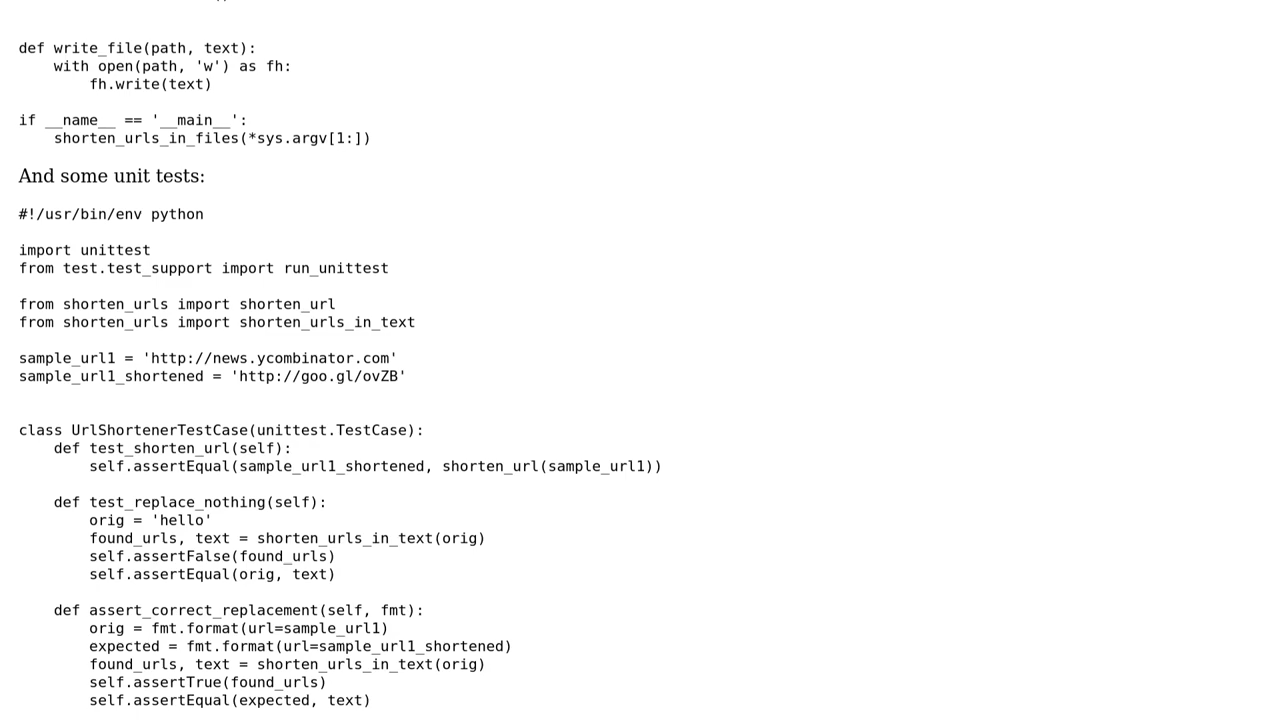 def write_file(path, text):
    with open(path, 'w') as fh:
        fh.write(text)

if __name__ == '__main__':
    shorten_urls_in_files(*sys.argv[1:])

And some unit tests:

#!/usr/bin/env python

import unittest
from test.test_support import run_unittest

from shorten_urls import shorten_url
from shorten_urls import shorten_urls_in_text

sample_url1 = 'http://news.ycombinator.com'
sample_url1_shortened = 'http://goo.gl/ovZB'


class UrlShortenerTestCase(unittest.TestCase):
    def test_shorten_url(self):
        self.assertEqual(sample_url1_shortened, shorten_url(sample_url1))

    def test_replace_nothing(self):
        orig = 'hello'
        found_urls, text = shorten_urls_in_text(orig)
        self.assertFalse(found_urls)
        self.assertEqual(orig, text)

    def assert_correct_replacement(self, fmt):
        orig = fmt.format(url=sample_url1)
        expected = fmt.format(url=sample_url1_shortened)
        found_urls, text = shorten_urls_in_text(orig)
        self.assertTrue(found_urls)
        self.assertEqual(expected, text)